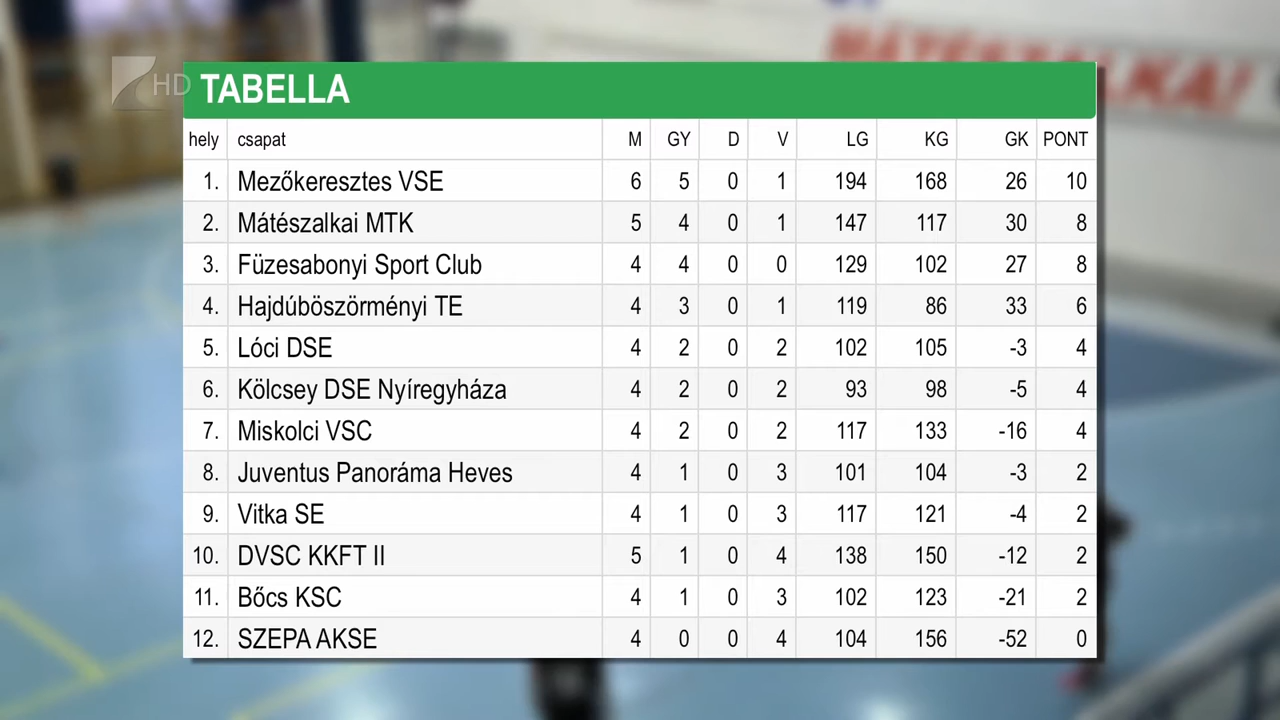 MÁTÉSZALKA!
HD
TABELLA
hely csapat M GY D V LG KG GK PONT
1. Mezőkeresztes VSE 6 5 0 1 194 168 26 10
2. Mátészalkai MTK 5 4 0 1 147 117 30 8
3. Füzesabonyi Sport Club 4 4 0 0 129 102 27 8
4. Hajdúböszörményi TE 4 3 0 1 119 86 33 6
5. Lóci DSE 4 2 0 2 102 105 -3 4
6. Kölcsey DSE Nyíregyháza 4 2 0 2 93 98 -5 4
7. Miskolci VSC 4 2 0 2 117 133 -16 4
8. Juventus Panoráma Heves 4 1 0 3 101 104 -3 2
9. Vitka SE 4 1 0 3 117 121 -4 2
10. DVSC KKFT II 5 1 0 4 138 150 -12 2
11. Bőcs KSC 4 1 0 3 102 123 -21 2
12. SZEPA AKSE 4 0 0 4 104 156 -52 0